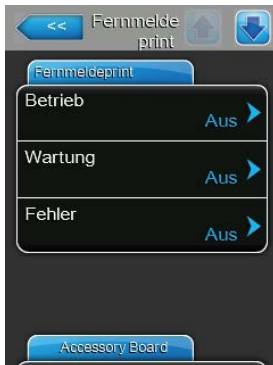 <<
Fernmelde
print
Fernmeldeprint
Betrieb
Aus
Wartung
Aus
Fehler
Aus
Accessory Board